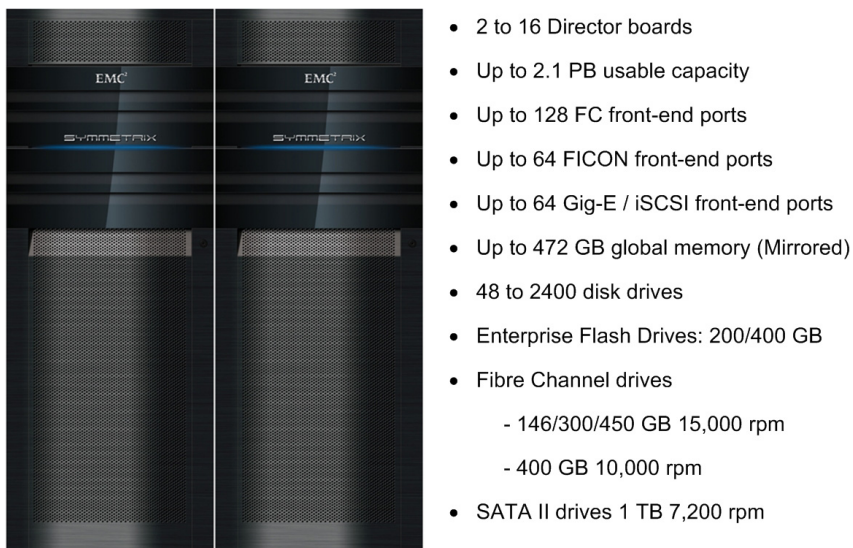 EMC²
EMC²
SYMMETRIX
SYMMETRIX
• 2 to 16 Director boards
• Up to 2.1 PB usable capacity
• Up to 128 FC front-end ports
• Up to 64 FICON front-end ports
• Up to 64 Gig-E / iSCSI front-end ports
• Up to 472 GB global memory (Mirrored)
• 48 to 2400 disk drives
• Enterprise Flash Drives: 200/400 GB
• Fibre Channel drives
- 146/300/450 GB 15,000 rpm
- 400 GB 10,000 rpm
• SATA II drives 1 TB 7,200 rpm